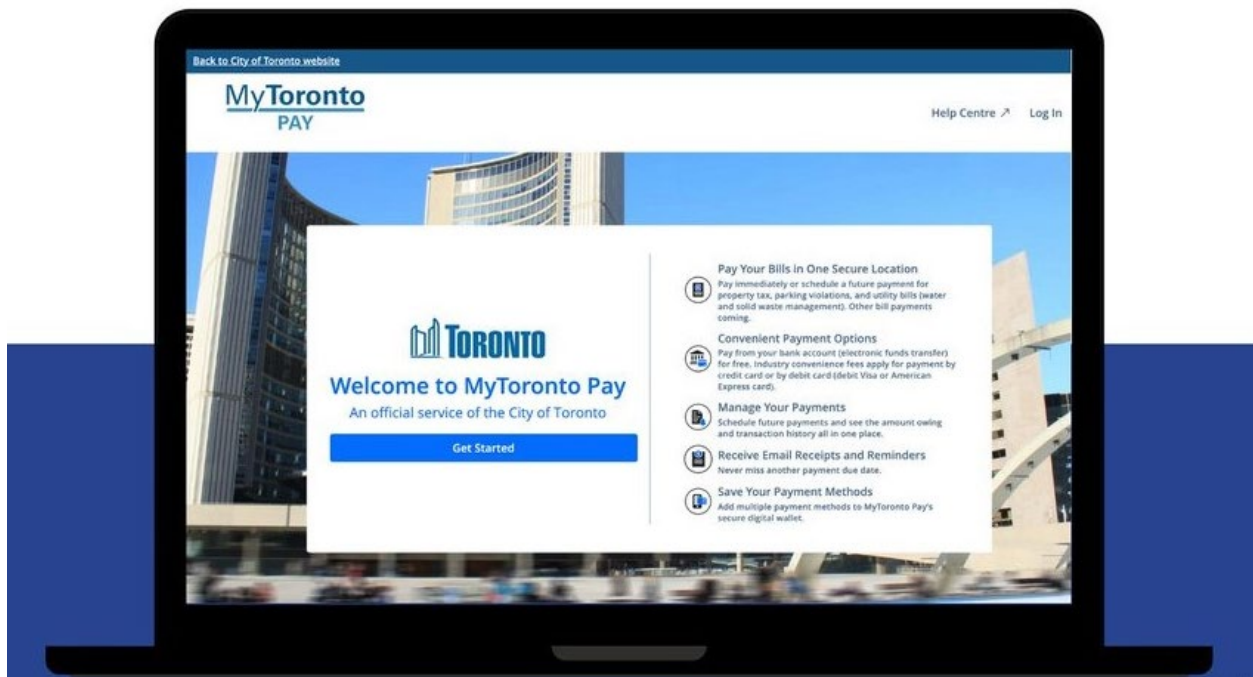 Back to City of Toronto website
MyToronto
PAY
Help Centre ↗ Log In
TORONTO
Welcome to MyToronto Pay
An official service of the City of Toronto
Get Started
Pay Your Bills in One Secure Location
Pay immediately or schedule a future payment for
property tax, parking violations, and utility bills (water
and solid waste management). Other bill payments
coming.
Convenient Payment Options
Pay from your bank account (electronic funds transfer)
for free. Industry convenience fees apply for payment by
credit card or by debit card (debit Visa or American
Express card).
Manage Your Payments
Schedule future payments and see the amount owing
and transaction history all in one place.
Receive Email Receipts and Reminders
Never miss another payment due date.
Save Your Payment Methods
Add multiple payment methods to MyToronto Pay's
secure digital wallet.